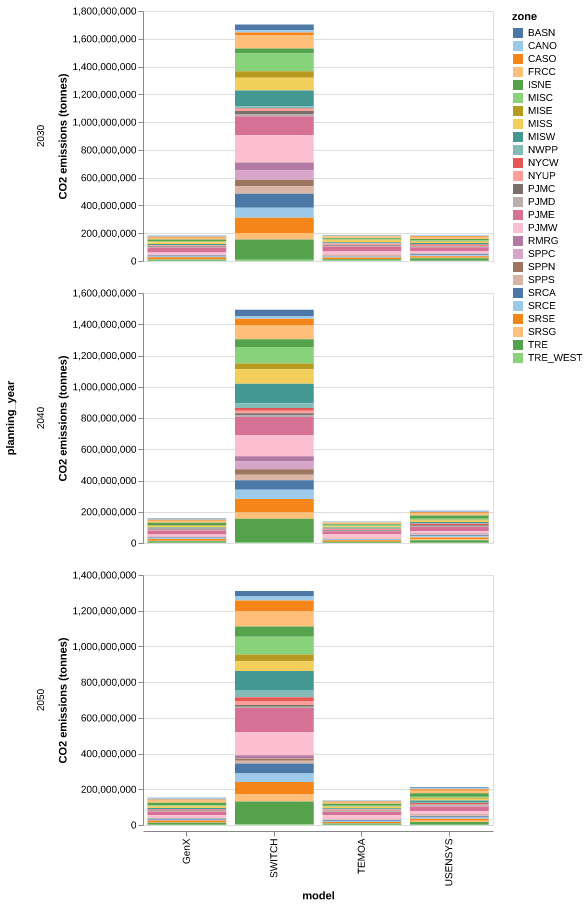 1,800,000,000
1,600,000,000
1,400,000,000
1,200,000,000
1,000,000,000
800,000,000
600,000,000
400,000,000
200,000,000
0
CO2 emissions (tonnes)
2030
1,600,000,000
1,400,000,000
1,200,000,000
1,000,000,000
800,000,000
600,000,000
400,000,000
200,000,000
0
CO2 emissions (tonnes)
2040
planning_year
1,400,000,000
1,200,000,000
1,000,000,000
800,000,000
600,000,000
400,000,000
200,000,000
0
CO2 emissions (tonnes)
2050
GenX
SWITCH
TEMOA
USENSYS
model
zone
BASN
CANO
CASO
FRCC
ISNE
MISC
MISE
MISS
MISW
NWPP
NYCW
NYUP
PJMC
PJMD
PJME
PJMW
RMRG
SPPC
SPPN
SPPS
SRCA
SRCE
SRSE
SRSG
TRE
TRE_WEST